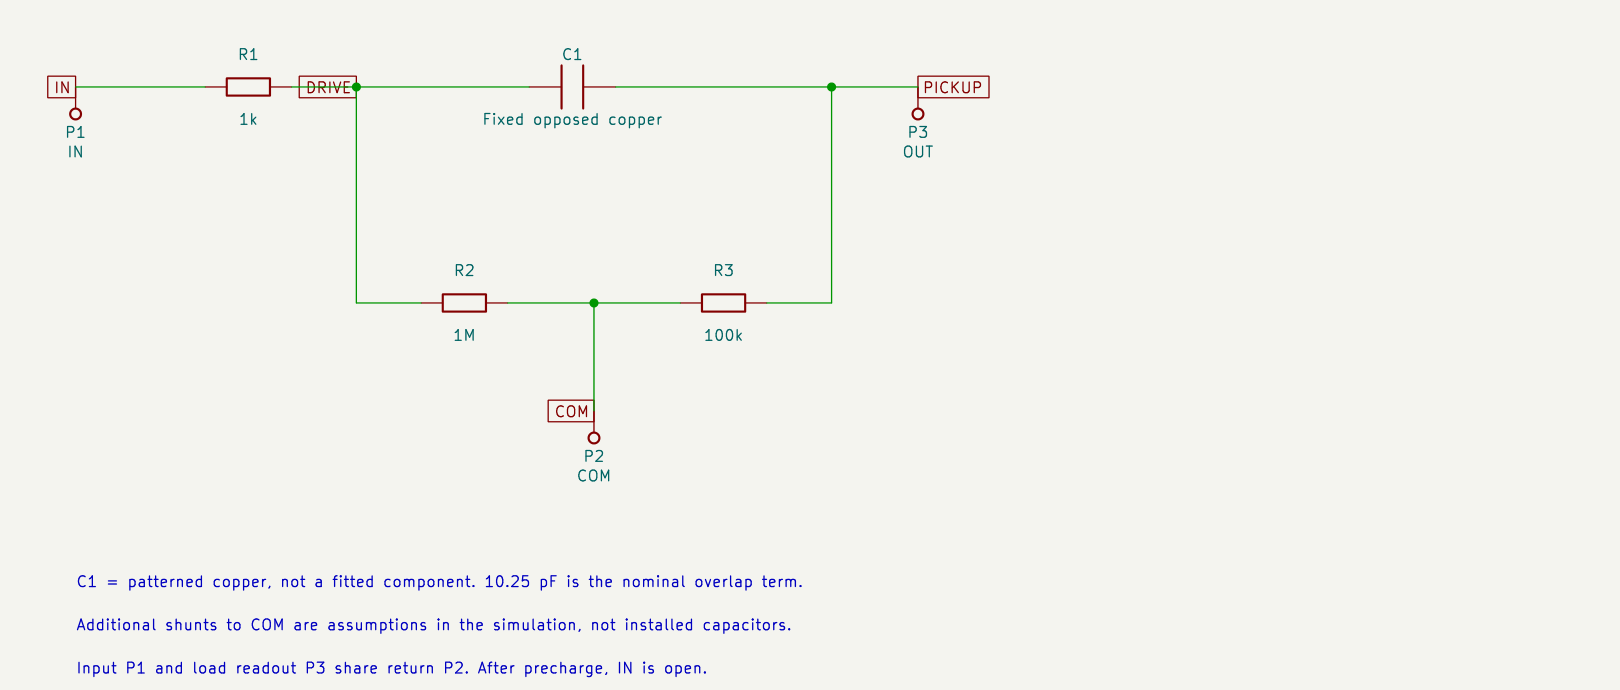 R1
C1
IN
DRIVE
PICKUP
1k
Fixed opposed copper
P1
IN
P3
OUT
R2
R3
1M
100k
COM
P2
COM
C1 = patterned copper, not a fitted component. 10.25 pF is the nominal overlap term.
Additional shunts to COM are assumptions in the simulation, not installed capacitors.
Input P1 and load readout P3 share return P2. After precharge, IN is open.